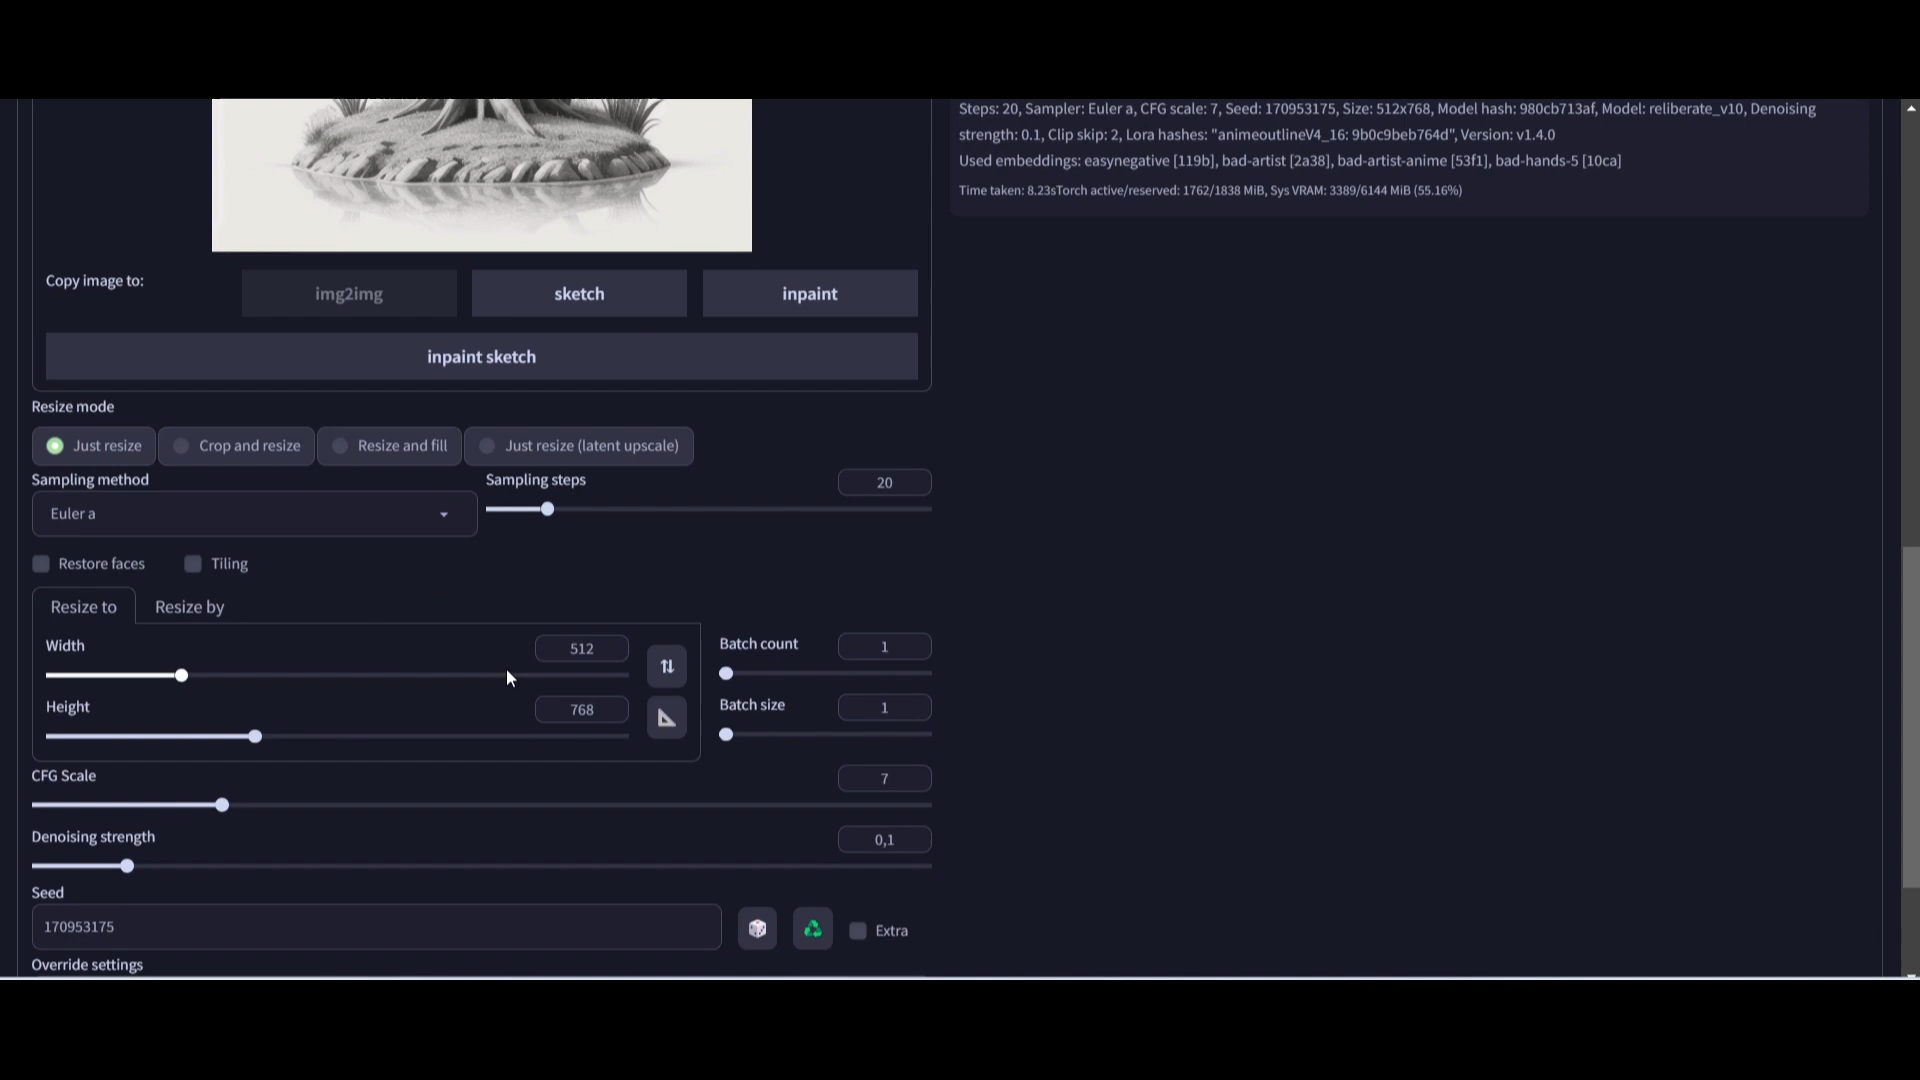 Steps: 20, Sampler: Euler a, CFG scale: 7, Seed: 170953175, Size: 512x768, Model hash: 980cb713af, Model: reliberate_v10, Denoising
strength: 0.1, Clip skip: 2, Lora hashes: "animeoutlineV4_16: 9b0c9beb764d", Version: v1.4.0
Used embeddings: easynegative [119b], bad-artist [2a38], bad-artist-anime [53f1], bad-hands-5 [10ca]
Time taken: 8.23sTorch active/reserved: 1762/1838 MiB, Sys VRAM: 3389/6144 MiB (55.16%)
Copy image to:
img2img
sketch
inpaint
inpaint sketch
Resize mode
Just resize
Crop and resize
Resize and fill
Just resize (latent upscale)
Sampling method
Euler a
Sampling steps
20
Restore faces
Tiling
Resize to
Resize by
Width
512
Height
768
Batch count
1
Batch size
1
CFG Scale
7
Denoising strength
0,1
Seed
170953175
Extra
Override settings